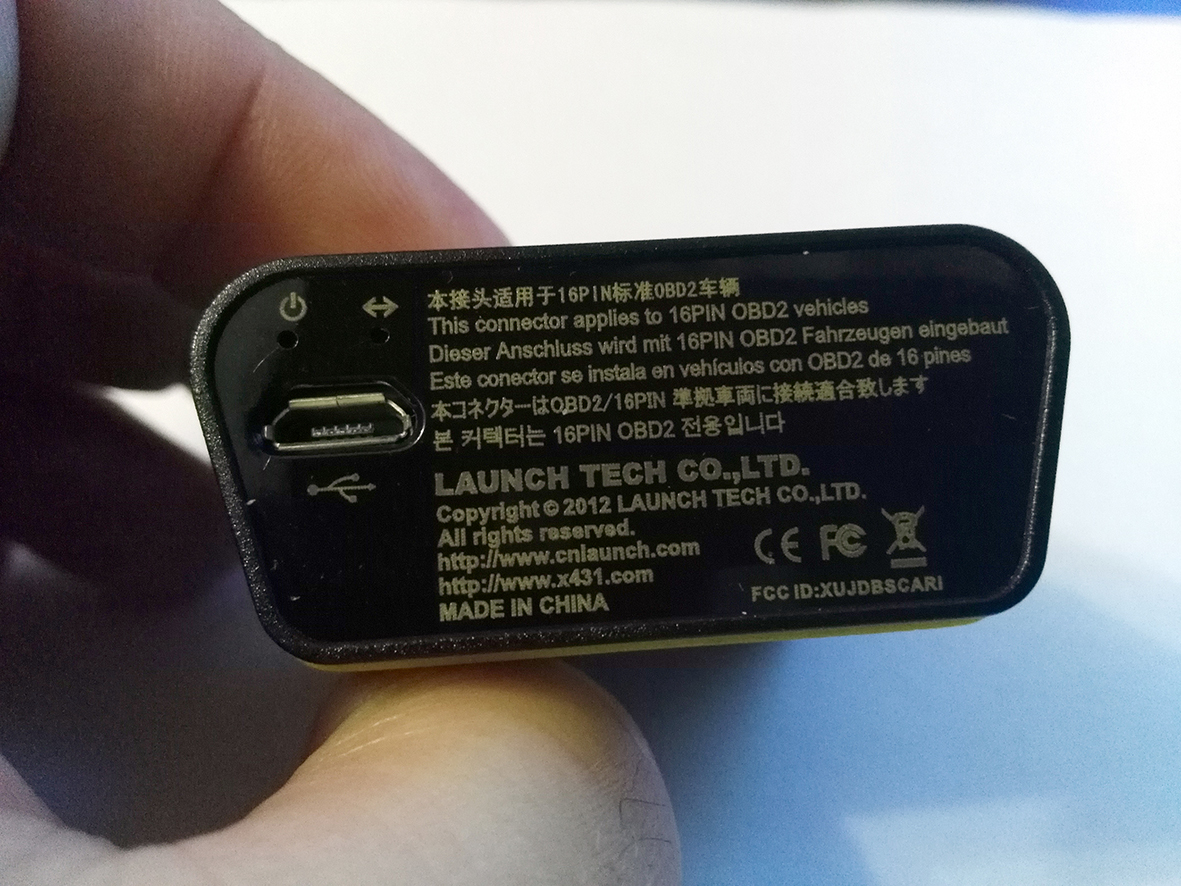 本接头适用于16PIN标准OBD2车辆
This connector applies to 16PIN OBD2 vehicles
Dieser Anschluss wird mit 16PIN OBD2 Fahrzeugen eingebaut
Este conector se instala en vehículos con OBD2 de 16 pines
本コネクターはOBD2/16PIN 準拠車両に接続適合致します
본 커텍터는 16PIN OBD2 전용입니다
LAUNCH TECH CO.,LTD.
Copyright © 2012 LAUNCH TECH CO.,LTD.
All rights reserved.
http://www.cnlaunch.com
http://www.x431.com
MADE IN CHINA
CE FC
FCC ID:XUJDBSCARI